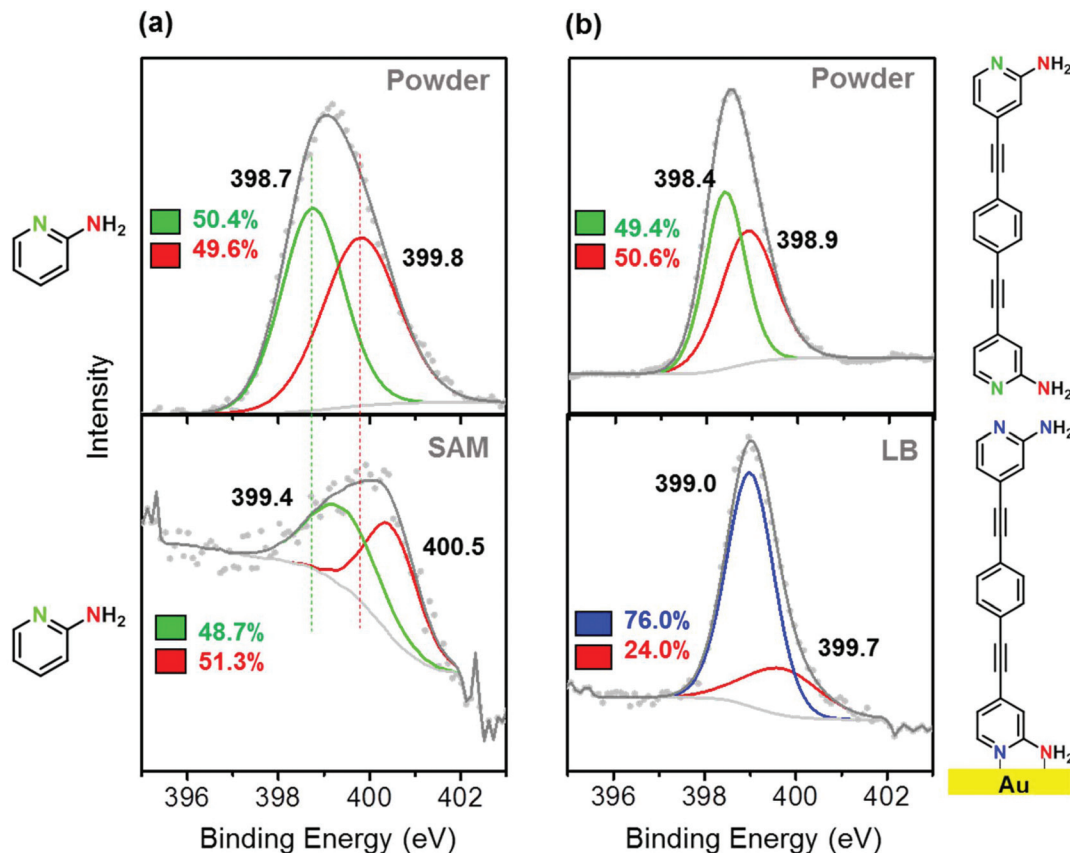 (a)
(b)
Powder
398.7
50.4%
49.6%
399.8
N
NH2
Powder
398.4
49.4%
50.6%
398.9
N
NH2
N
NH2
Intensity
SAM
399.4
400.5
48.7%
51.3%
N
NH2
LB
399.0
76.0%
24.0%
399.7
N
NH2
N
NH2
Au
396 398 400 402
396 398 400 402
Binding Energy (eV)
Binding Energy (eV)